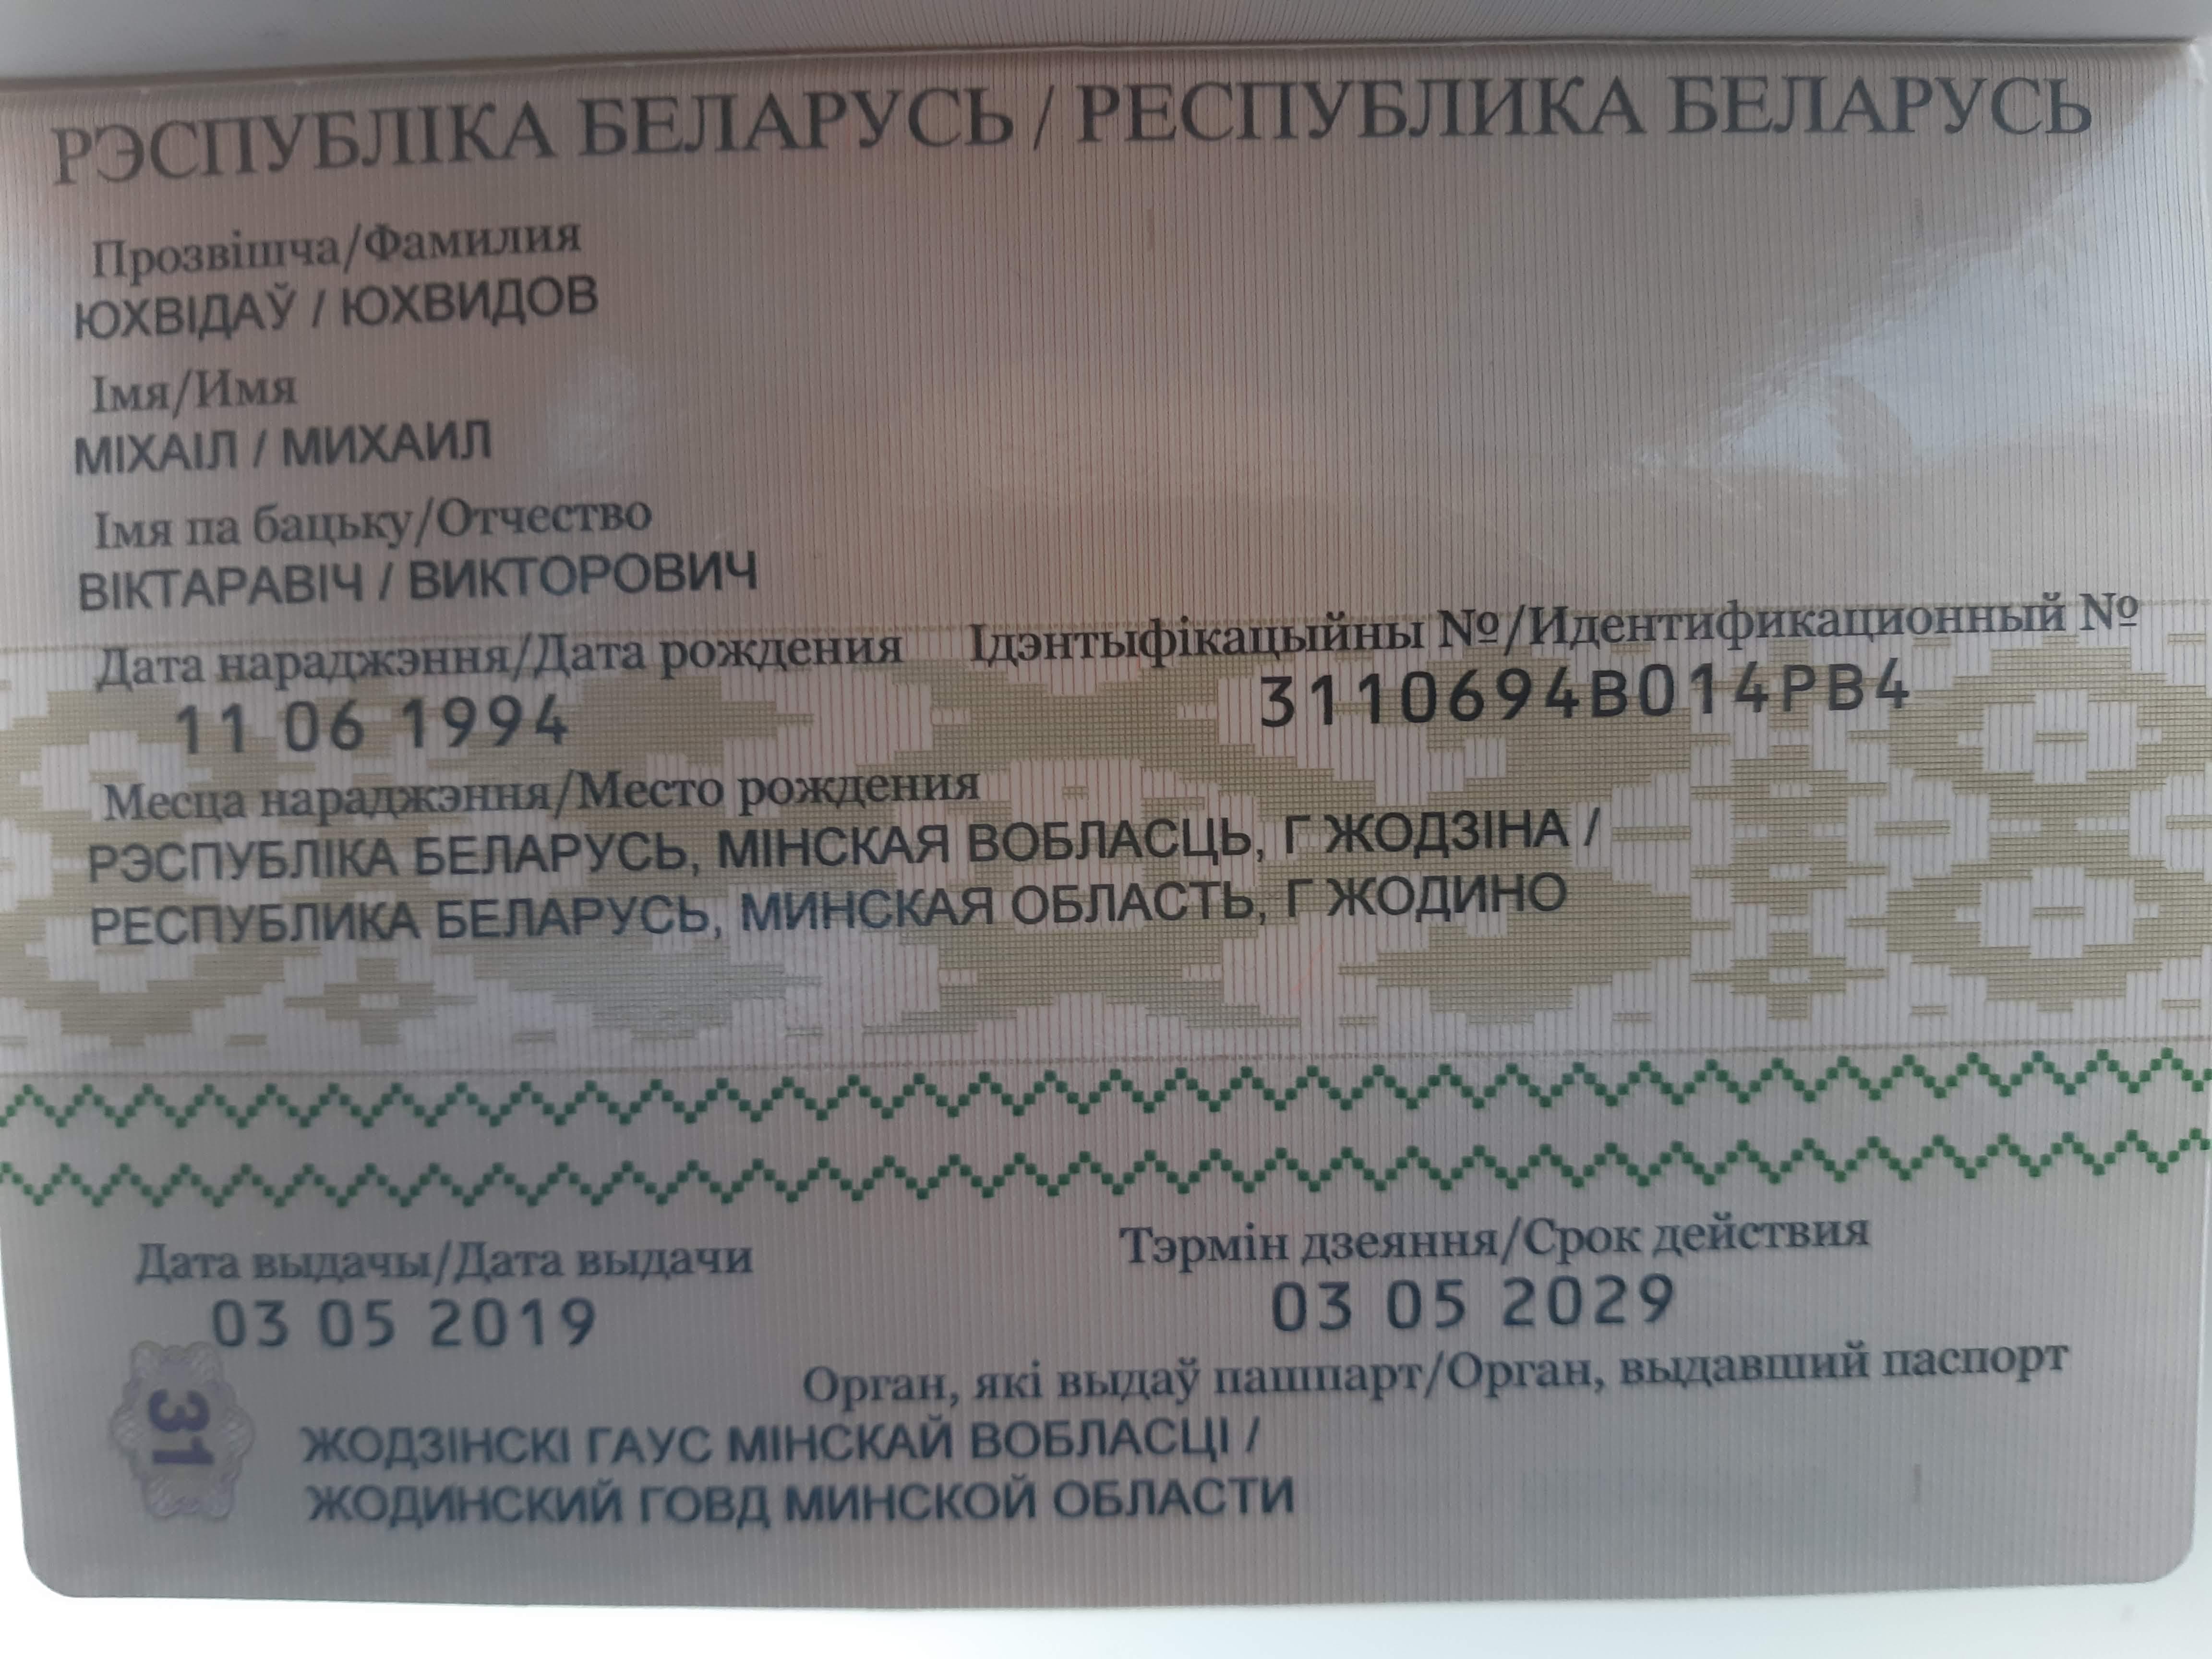 РЭСПУБЛІКА БЕЛАРУСЬ / РЕСПУБЛИКА БЕЛАРУСЬ
Прозвішча/Фамилия
ЮХВІДАЎ / ЮХВИДОВ
Імя/Имя
МІХАІЛ / МИХАИЛ
Імя па бацьку/Отчество
ВІКТАРАВІЧ / ВИКТОРОВИЧ
Дата нараджэння/Дата рождения Ідэнтыфікацыйны №/Идентификационный №
11 06 1994 3110694B014PB4
Месца нараджэння/Место рождения
РЭСПУБЛІКА БЕЛАРУСЬ, МІНСКАЯ ВОБЛАСЦЬ, Г ЖОДЗІНА /
РЕСПУБЛИКА БЕЛАРУСЬ, МИНСКАЯ ОБЛАСТЬ, Г ЖОДИНО
Дата выдачы/Дата выдачи Тэрмін дзеяння/Срок действия
03 05 2019 03 05 2029
Орган, які выдаў пашпарт/Орган, выдавший паспорт
31
ЖОДЗІНСКІ ГАУС МІНСКАЙ ВОБЛАСЦІ /
ЖОДИНСКИЙ ГОВД МИНСКОЙ ОБЛАСТИ